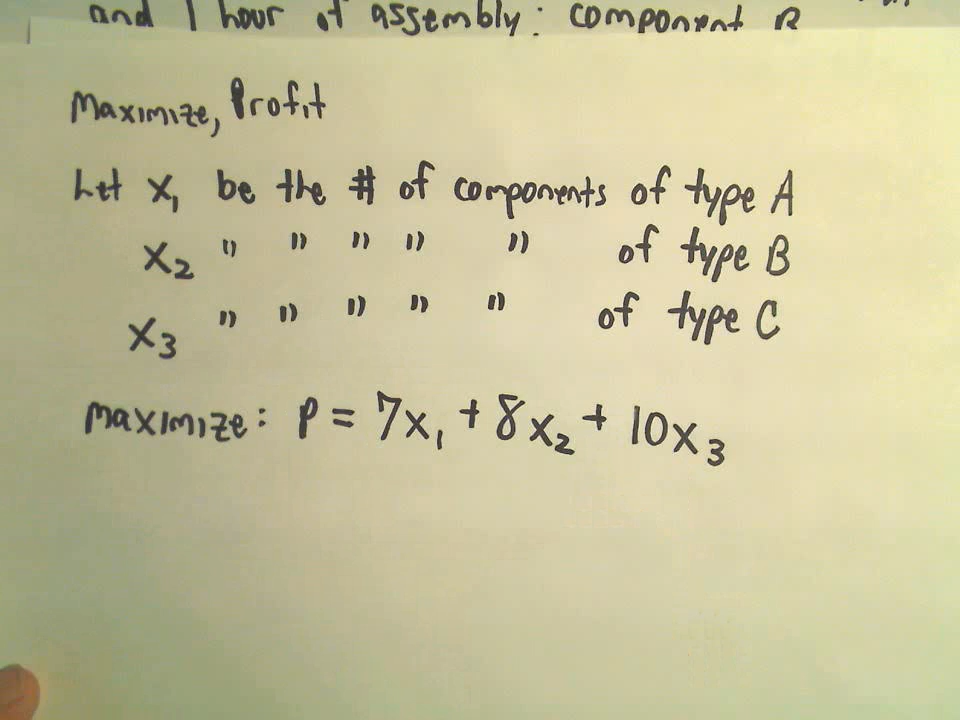 and 1 hour of assembly; component B
Maximize, Profit
Let x₁ be the # of components of type A
x₂ " " " " " of type B
x₃ " " " " " of type C
maximize: P = 7x₁ + 8x₂ + 10x₃